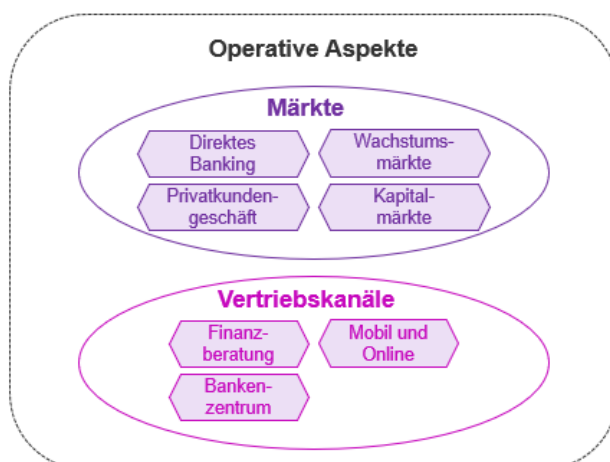 Operative Aspekte
Märkte
Direktes
Banking
Wachstums-
märkte
Privatkunden-
geschäft
Kapital-
märkte
Vertriebskanäle
Finanz-
beratung
Mobil und
Online
Banken-
zentrum